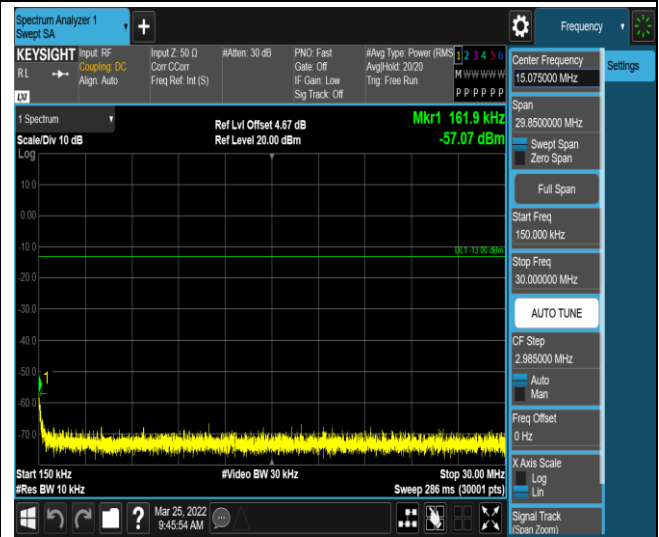 Spectrum Analyzer 1
Swept SA
+
Frequency
KEYSIGHT
RL
LXI
Input: RF
Coupling: DC
Align: Auto
Input Z: 50 Ω
Corr CCorr
Freq Ref: Int (S)
#Atten: 30 dB
PNO: Fast
Gate: Off
IF Gain: Low
Sig Track: Off
#Avg Type: Power (RMS
Avg|Hold: 20/20
Trig: Free Run
1 2 3 4 5 6
M W W W W W
P P P P P P
1 Spectrum
Scale/Div 10 dB
Log
Ref Lvl Offset 4.67 dB
Ref Level 20.00 dBm
Mkr1 161.9 kHz
-57.07 dBm
10.0
0.00
-10.0
DL1 -13.00 dBm
-20.0
-30.0
-40.0
-50.0
1
-60.0
-70.0
Start 150 kHz
#Video BW 30 kHz
Stop 30.00 MHz
#Res BW 10 kHz
Sweep 286 ms (30001 pts)
?
Mar 25, 2022
9:45:54 AM
Center Frequency
15.075000 MHz
Settings
Span
29.8500000 MHz
Swept Span
Zero Span
Full Span
Start Freq
150.000 kHz
Stop Freq
30.000000 MHz
AUTO TUNE
CF Step
2.985000 MHz
Auto
Man
Freq Offset
0 Hz
X Axis Scale
Log
Lin
Signal Track
(Span Zoom)